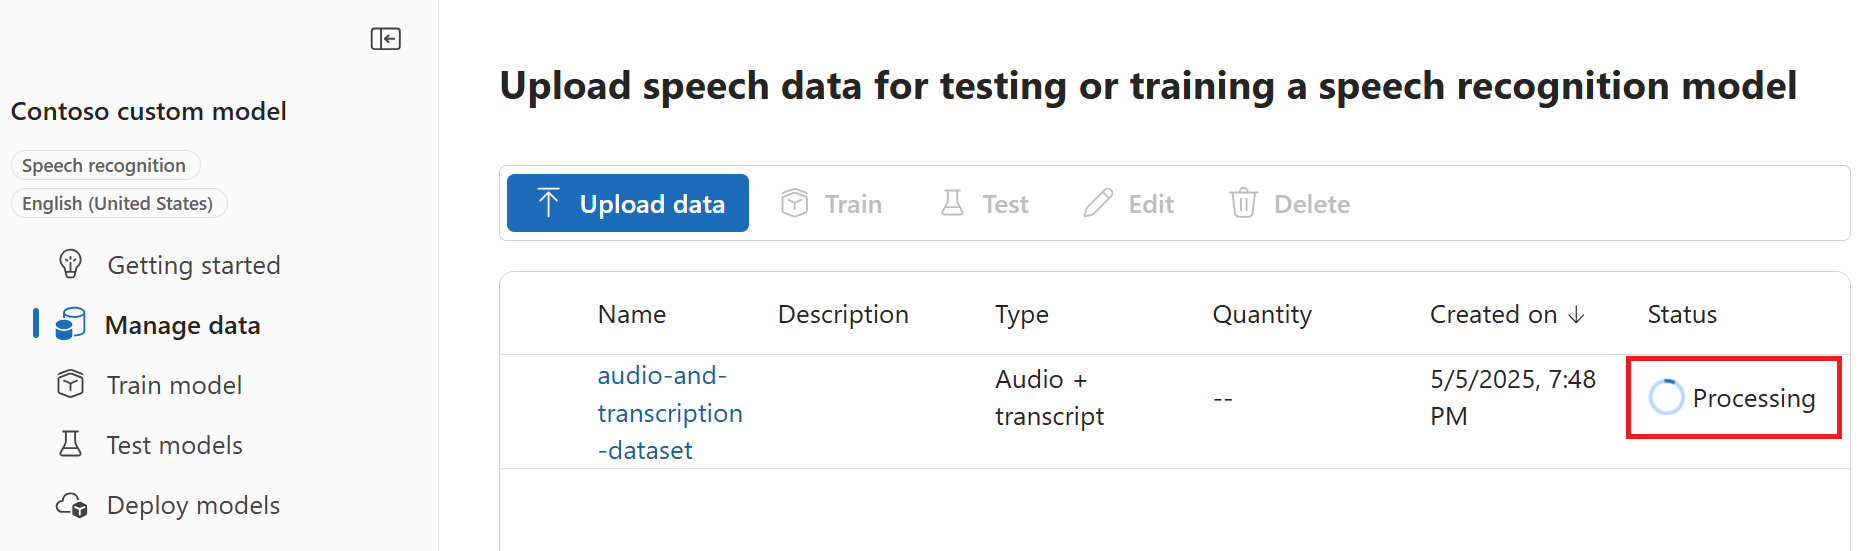 Contoso custom model
Speech recognition
English (United States)
Getting started
Manage data
Train model
Test models
Deploy models
Upload speech data for testing or training a speech recognition model
Upload data Train Test Edit Delete
Name Description Type Quantity Created on ↓ Status
audio-and-
transcription
-dataset
Audio +
transcript
--
5/5/2025, 7:48
PM
Processing